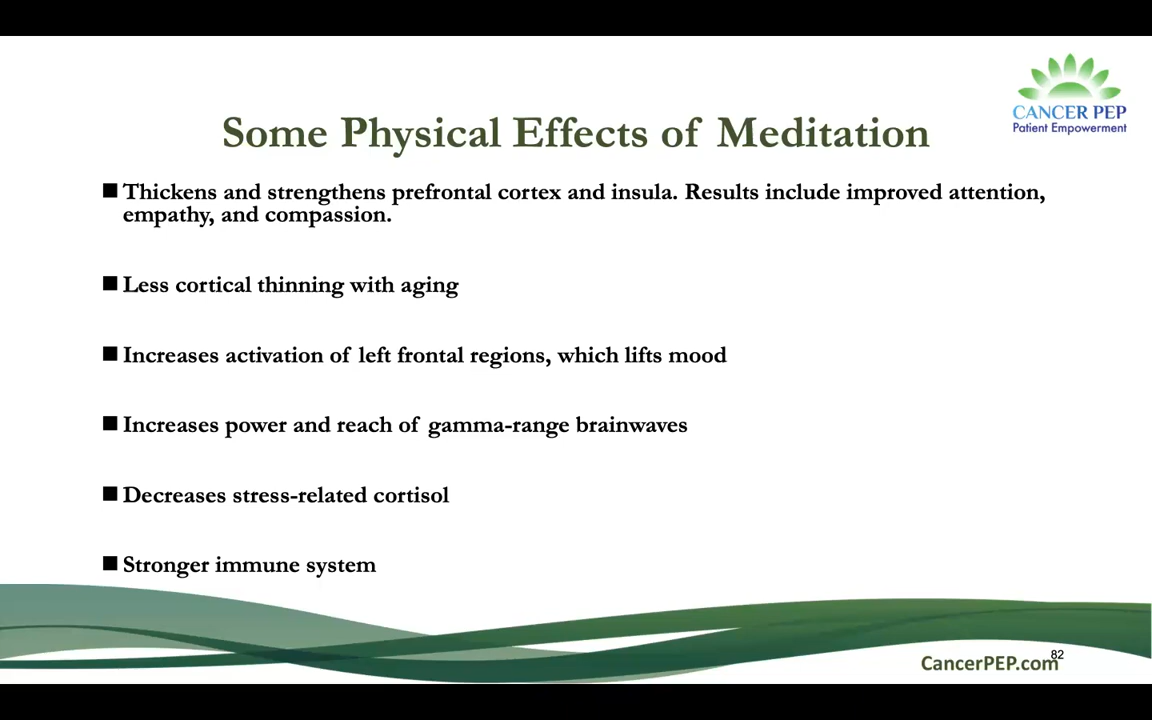 CANCER PEP
Patient Empowerment
Some Physical Effects of Meditation
■ Thickens and strengthens prefrontal cortex and insula. Results include improved attention,
empathy, and compassion.
■ Less cortical thinning with aging
■ Increases activation of left frontal regions, which lifts mood
■ Increases power and reach of gamma-range brainwaves
■ Decreases stress-related cortisol
■ Stronger immune system
CancerPEP.com
82